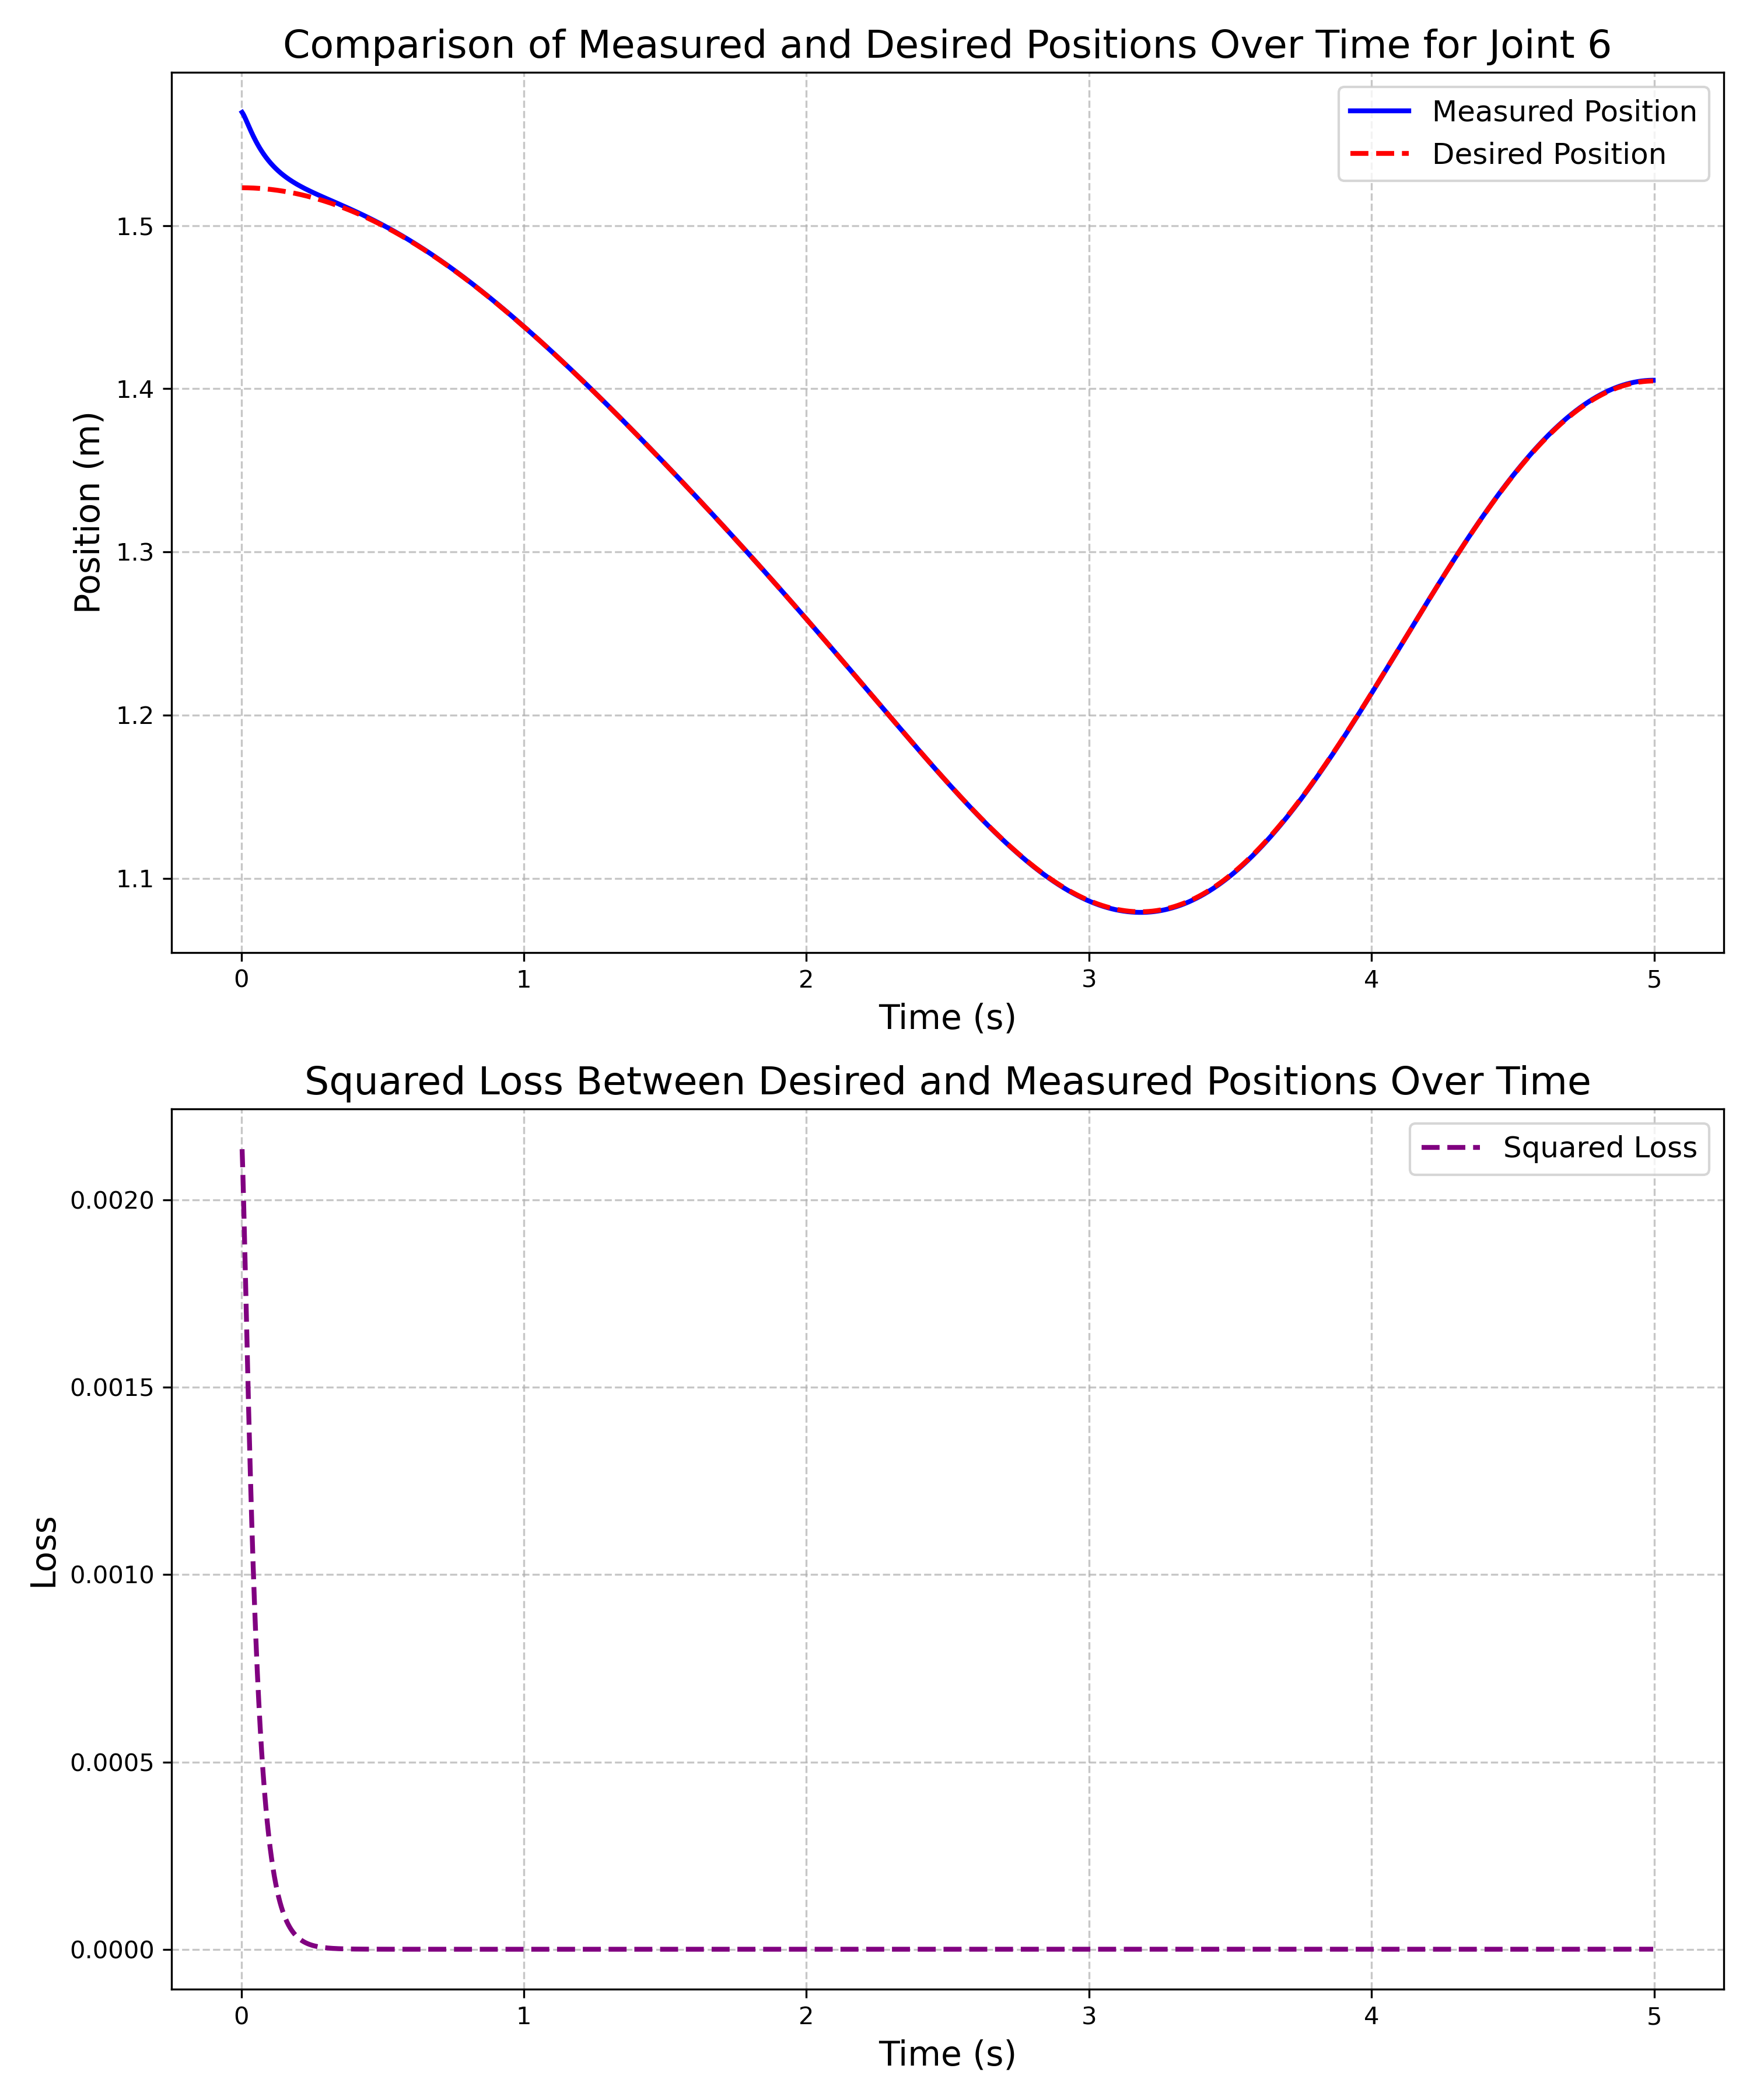 Comparison of Measured and Desired Positions Over Time for Joint 6
Measured Position
Desired Position
Position (m)
1.5
1.4
1.3
1.2
1.1
0 1 2 3 4 5
Time (s)
Squared Loss Between Desired and Measured Positions Over Time
Squared Loss
Loss
0.0020
0.0015
0.0010
0.0005
0.0000
0 1 2 3 4 5
Time (s)